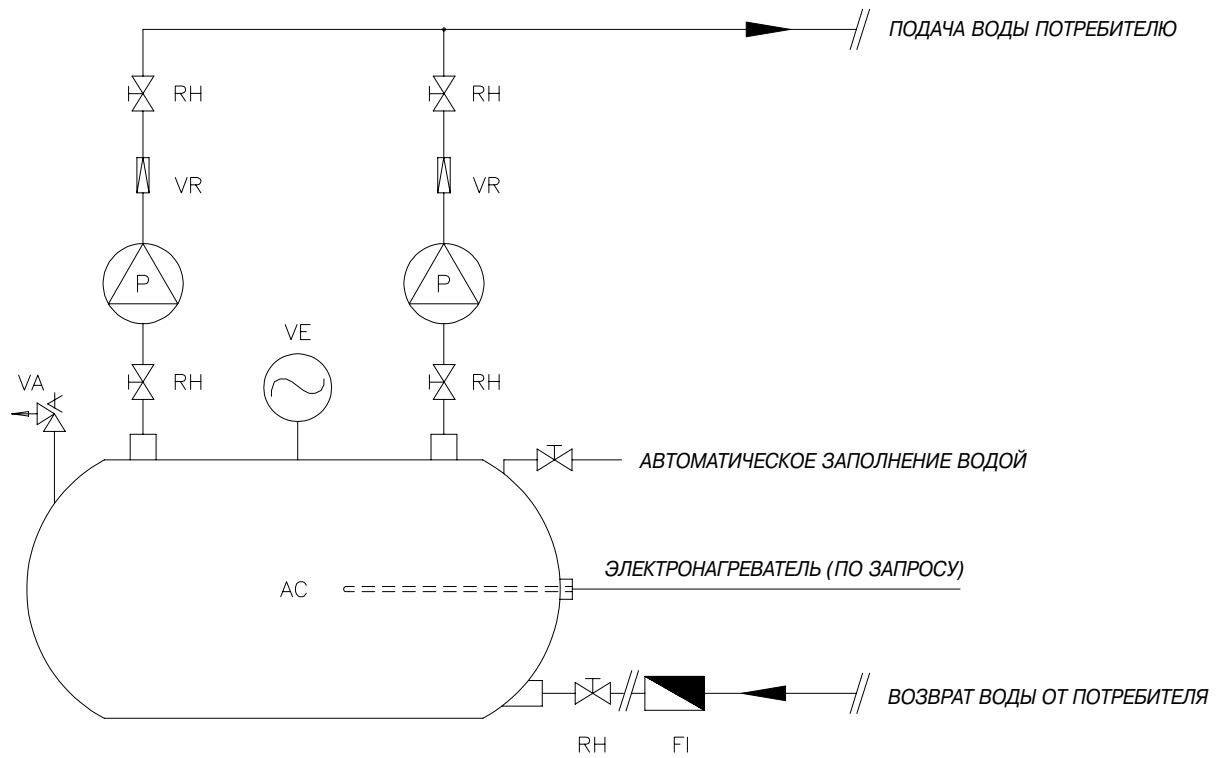 ПОДАЧА ВОДЫ ПОТРЕБИТЕЛЮ
RH
RH
VR
VR
P
P
VE
VA
RH
RH
АВТОМАТИЧЕСКОЕ ЗАПОЛНЕНИЕ ВОДОЙ
ЭЛЕКТРОНАГРЕВАТЕЛЬ (ПО ЗАПРОСУ)
AC
ВОЗВРАТ ВОДЫ ОТ ПОТРЕБИТЕЛЯ
RH
FI